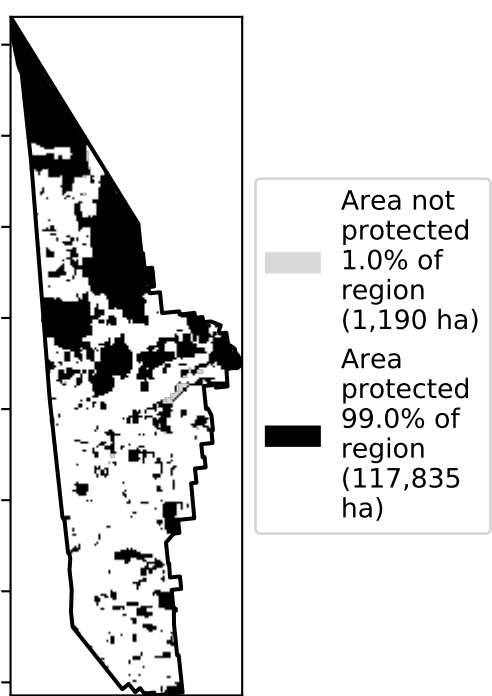 Area not
protected
1.0% of
region
(1,190 ha)
Area
protected
99.0% of
region
(117,835
ha)